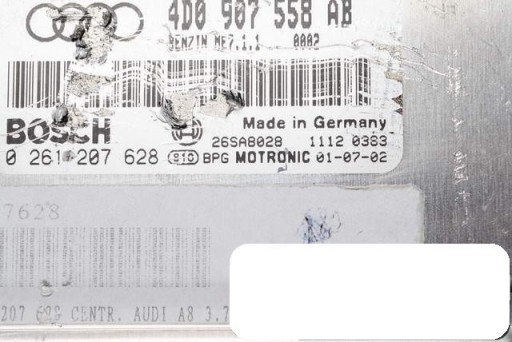 4D0 907 558 AB
BENZIN ME7.1.1 0002
BOSCH
Made in Germany
26SA8028 1112 0383
0 261 207 628 810 BPG MOTRONIC 01-07-02
7628
207 CENTR. AUDI A8 3.7